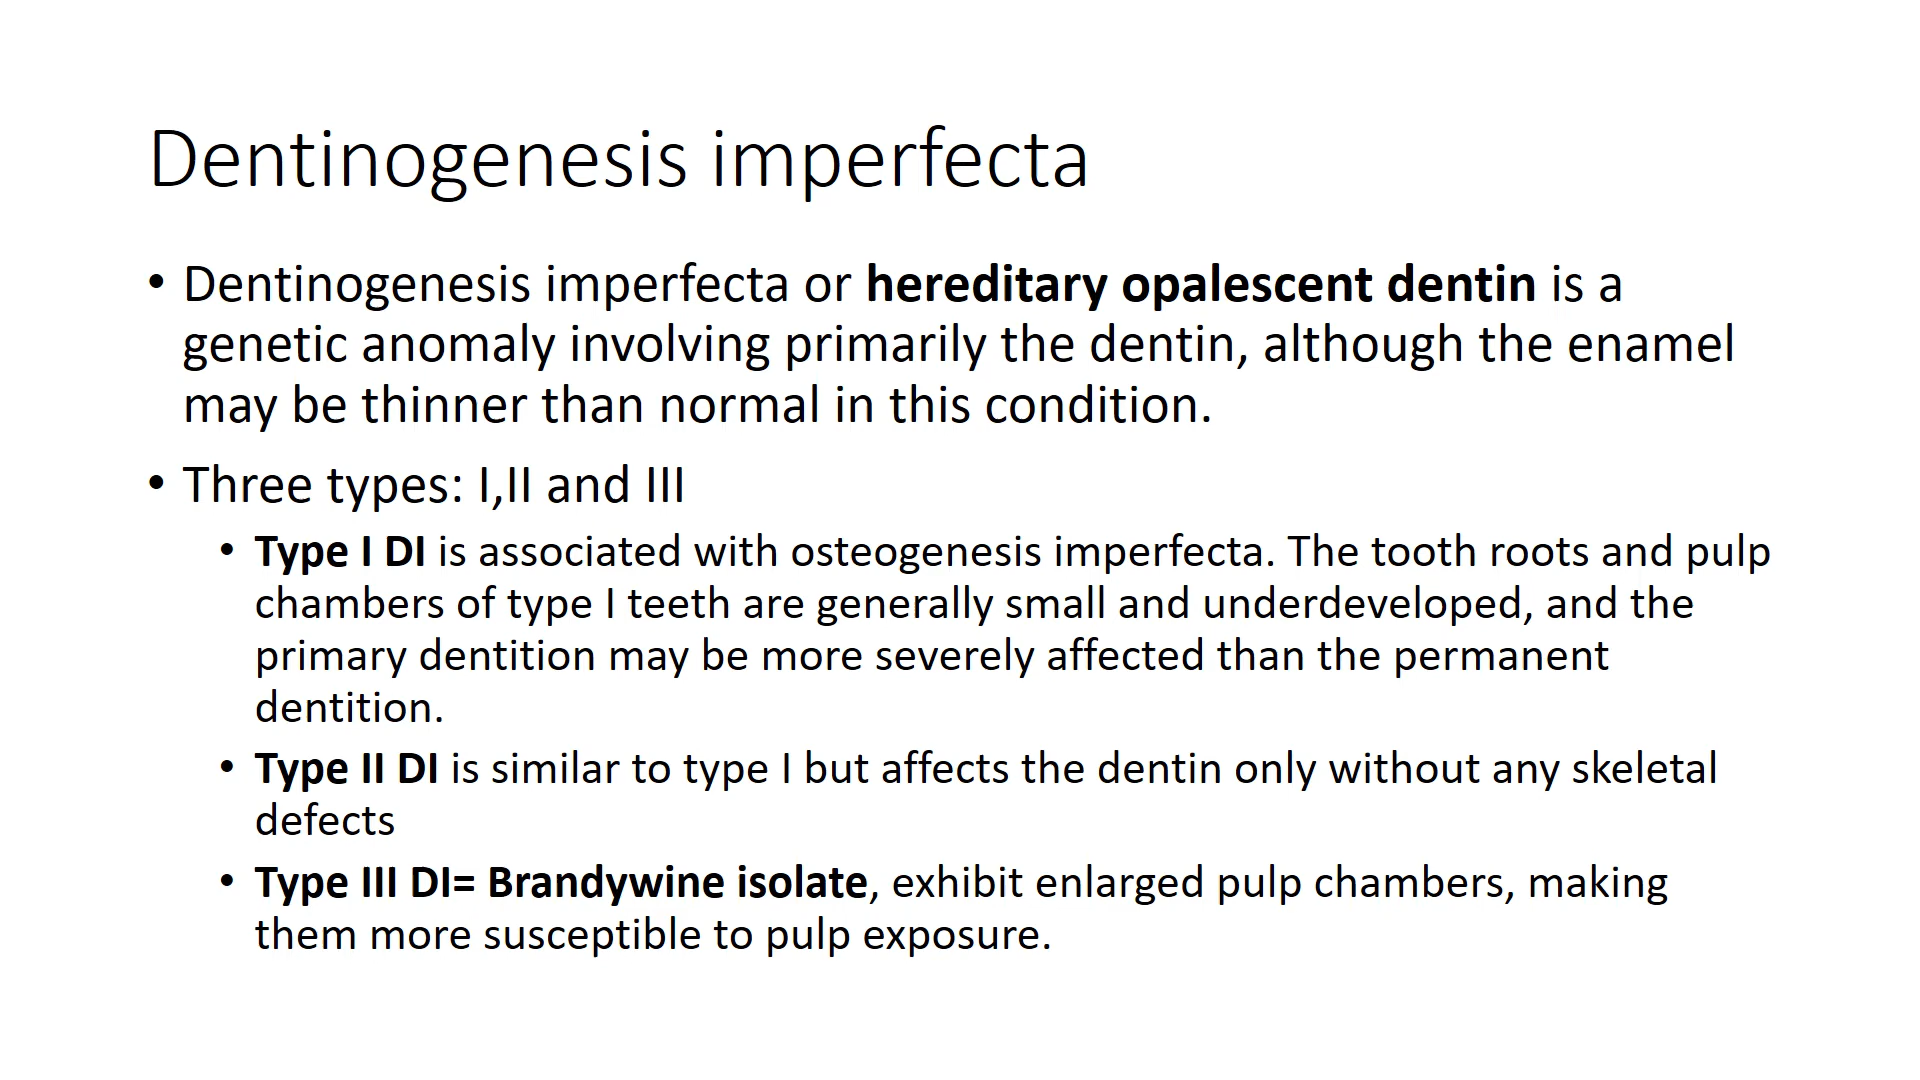 Dentinogenesis imperfecta
• Dentinogenesis imperfecta or hereditary opalescent dentin is a
genetic anomaly involving primarily the dentin, although the enamel
may be thinner than normal in this condition.
• Three types: I,II and III
• Type I DI is associated with osteogenesis imperfecta. The tooth roots and pulp
chambers of type I teeth are generally small and underdeveloped, and the
primary dentition may be more severely affected than the permanent
dentition.
• Type II DI is similar to type I but affects the dentin only without any skeletal
defects
• Type III DI= Brandywine isolate, exhibit enlarged pulp chambers, making
them more susceptible to pulp exposure.